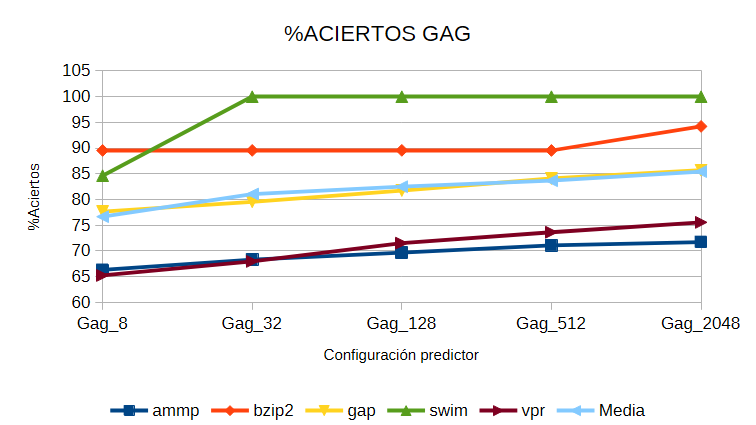 %ACIERTOS GAG
105
100
95
90
85
80
75
70
65
60
%Aciertos
Gag_8 Gag_32 Gag_128 Gag_512 Gag_2048
Configuración predictor
ammp bzip2 gap swim vpr Media